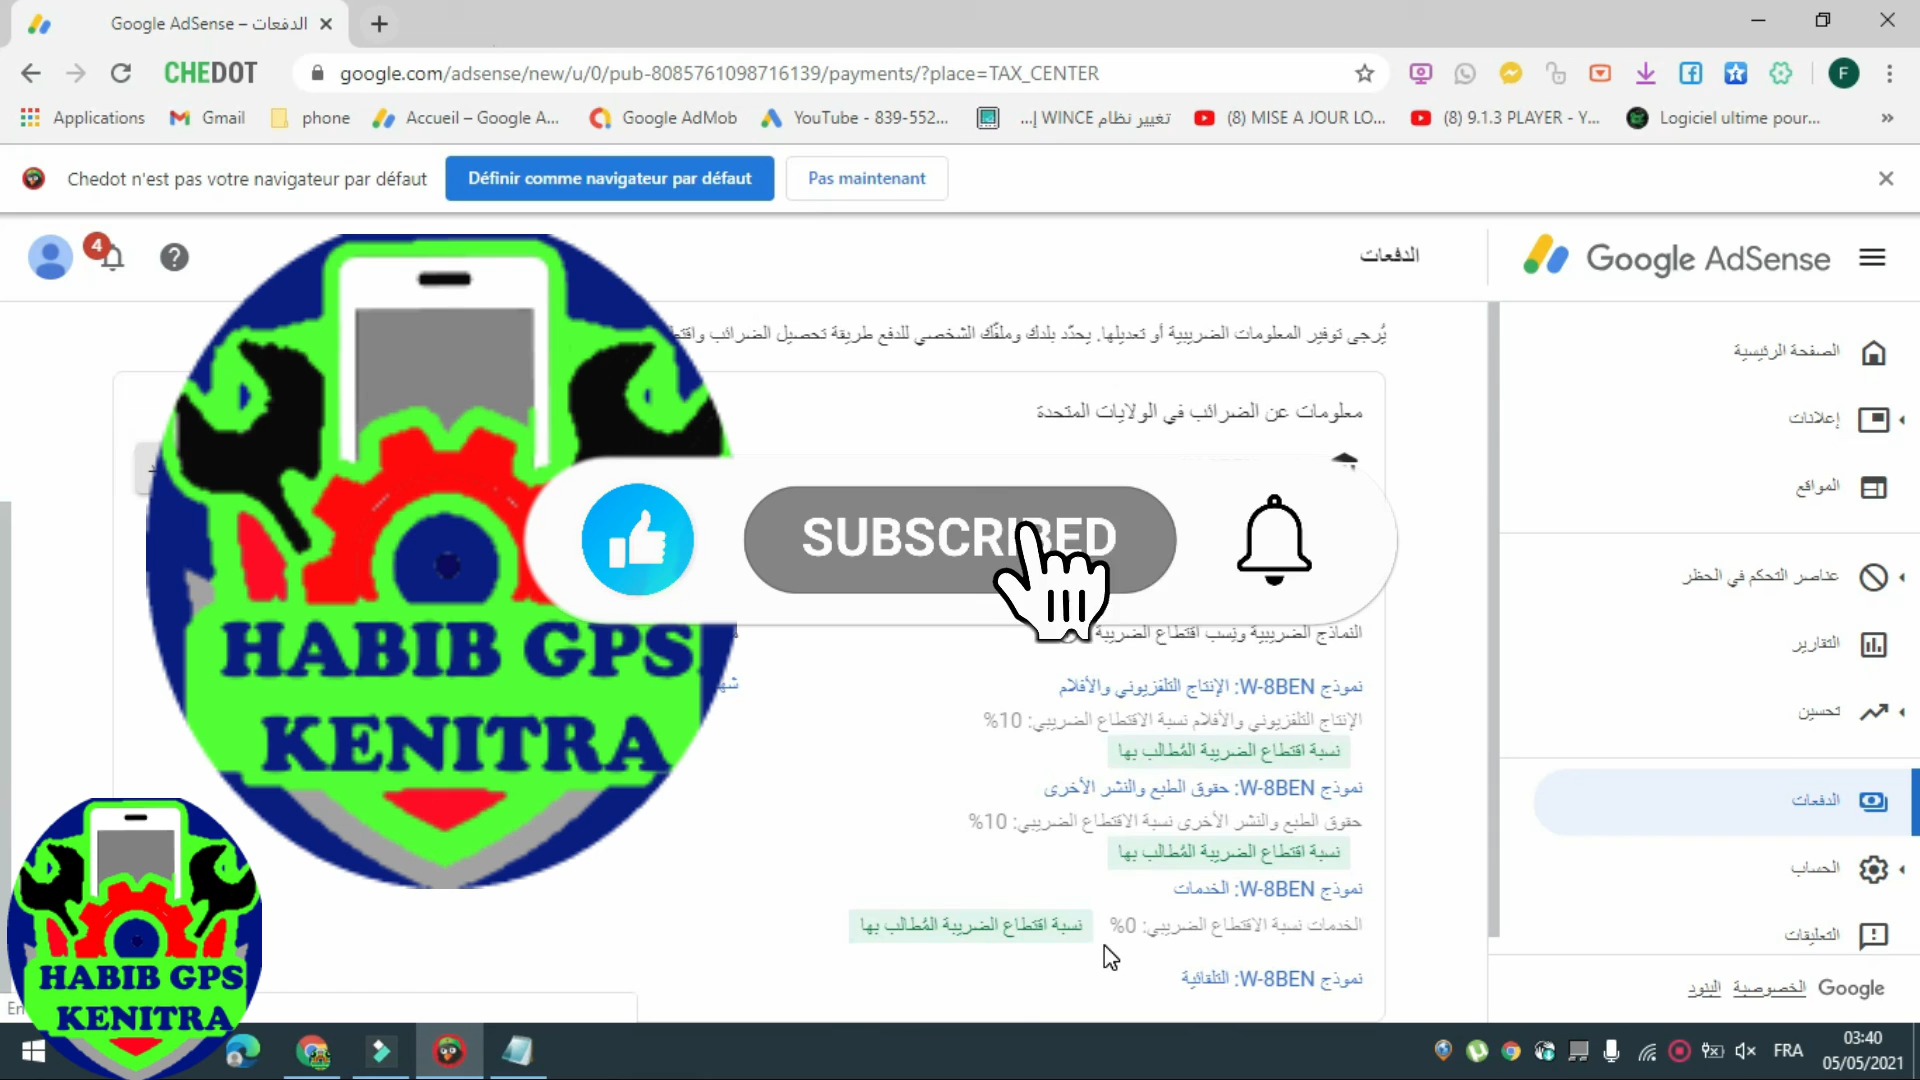 Google AdSense – الدفعات
CHEDOT
google.com/adsense/new/u/0/pub-8085761098716139/payments/?place=TAX_CENTER
F
Applications
Gmail
phone
Accueil – Google A...
Google AdMob
YouTube - 839-552...
تغيير نظام WINCE إ...
(8) MISE A JOUR LO...
(8) 9.1.3 PLAYER - Y...
Logiciel ultime pour...
»
Chedot n'est pas votre navigateur par défaut
Définir comme navigateur par défaut
Pas maintenant
4
الدفعات
Google AdSense
يُرجى توفير المعلومات الضريبية أو تعديلها. يحدّد بلدك وملفّك الشخصي للدفع طريقة تحصيل الضرائب
معلومات عن الضرائب في الولايات المتحدة
SUBSCRIBED
النماذج الضريبية ونِسب اقتطاع الضريبة
نموذج W-8BEN: الإنتاج التلفزيوني والأفلام
الإنتاج التلفزيوني والأفلام نسبة الاقتطاع الضريبي: 10%
نسبة اقتطاع الضريبة المُطالب بها
نموذج W-8BEN: حقوق الطبع والنشر الأخرى
حقوق الطبع والنشر الأخرى نسبة الاقتطاع الضريبي: 10%
نسبة اقتطاع الضريبة المُطالب بها
نموذج W-8BEN: الخدمات
الخدمات نسبة الاقتطاع الضريبي: 0%
نسبة اقتطاع الضريبة المُطالب بها
نموذج W-8BEN: التلقائية
الصفحة الرئيسية
إعلانات
المواقع
عناصر التحكم في الحظر
التقارير
تحسين
الدفعات
الحساب
التعليقات
Google الخصوصية البنود
HABIB GPS
KENITRA
HABIB GPS
KENITRA
En
FRA
03:40
05/05/2021